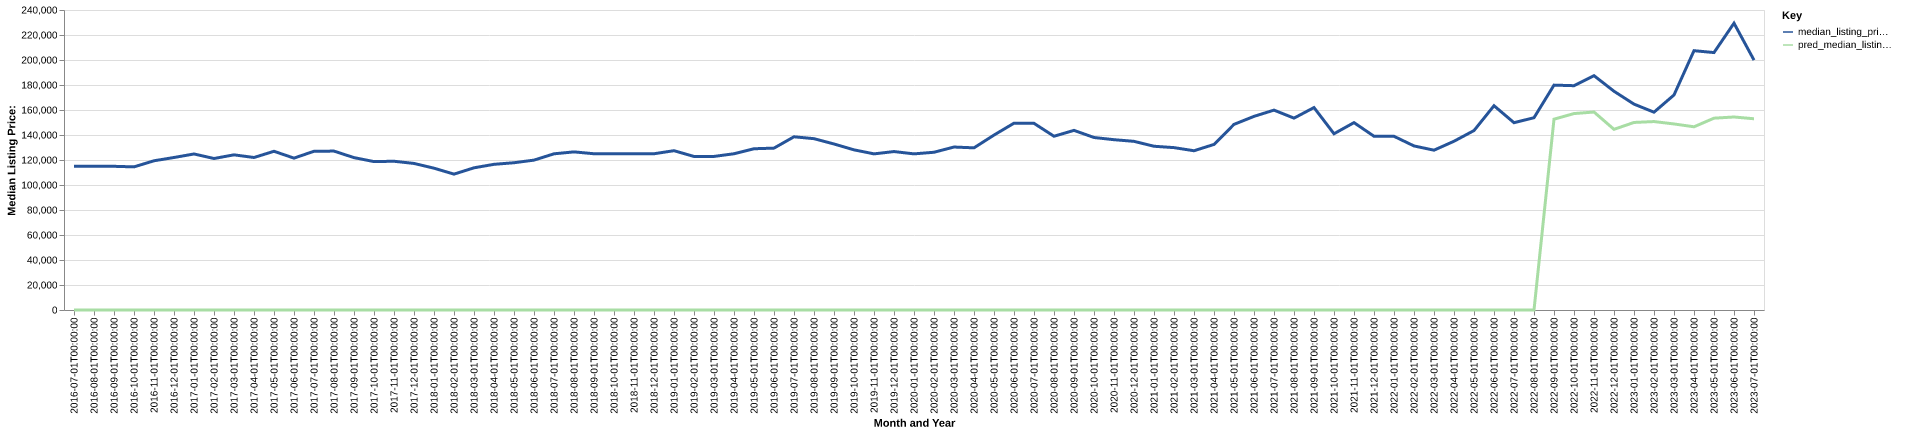 240,000
220,000
200,000
180,000
160,000
140,000
120,000
100,000
80,000
60,000
40,000
20,000
0
Median Listing Price:
2016-07-01T00:00:00
2016-08-01T00:00:00
2016-09-01T00:00:00
2016-10-01T00:00:00
2016-11-01T00:00:00
2016-12-01T00:00:00
2017-01-01T00:00:00
2017-02-01T00:00:00
2017-03-01T00:00:00
2017-04-01T00:00:00
2017-05-01T00:00:00
2017-06-01T00:00:00
2017-07-01T00:00:00
2017-08-01T00:00:00
2017-09-01T00:00:00
2017-10-01T00:00:00
2017-11-01T00:00:00
2017-12-01T00:00:00
2018-01-01T00:00:00
2018-02-01T00:00:00
2018-03-01T00:00:00
2018-04-01T00:00:00
2018-05-01T00:00:00
2018-06-01T00:00:00
2018-07-01T00:00:00
2018-08-01T00:00:00
2018-09-01T00:00:00
2018-10-01T00:00:00
2018-11-01T00:00:00
2018-12-01T00:00:00
2019-01-01T00:00:00
2019-02-01T00:00:00
2019-03-01T00:00:00
2019-04-01T00:00:00
2019-05-01T00:00:00
2019-06-01T00:00:00
2019-07-01T00:00:00
2019-08-01T00:00:00
2019-09-01T00:00:00
2019-10-01T00:00:00
2019-11-01T00:00:00
2019-12-01T00:00:00
2020-01-01T00:00:00
2020-02-01T00:00:00
2020-03-01T00:00:00
2020-04-01T00:00:00
2020-05-01T00:00:00
2020-06-01T00:00:00
2020-07-01T00:00:00
2020-08-01T00:00:00
2020-09-01T00:00:00
2020-10-01T00:00:00
2020-11-01T00:00:00
2020-12-01T00:00:00
2021-01-01T00:00:00
2021-02-01T00:00:00
2021-03-01T00:00:00
2021-04-01T00:00:00
2021-05-01T00:00:00
2021-06-01T00:00:00
2021-07-01T00:00:00
2021-08-01T00:00:00
2021-09-01T00:00:00
2021-10-01T00:00:00
2021-11-01T00:00:00
2021-12-01T00:00:00
2022-01-01T00:00:00
2022-02-01T00:00:00
2022-03-01T00:00:00
2022-04-01T00:00:00
2022-05-01T00:00:00
2022-06-01T00:00:00
2022-07-01T00:00:00
2022-08-01T00:00:00
2022-09-01T00:00:00
2022-10-01T00:00:00
2022-11-01T00:00:00
2022-12-01T00:00:00
2023-01-01T00:00:00
2023-02-01T00:00:00
2023-03-01T00:00:00
2023-04-01T00:00:00
2023-05-01T00:00:00
2023-06-01T00:00:00
2023-07-01T00:00:00
Month and Year
Key
median_listing_pri…
pred_median_listin…